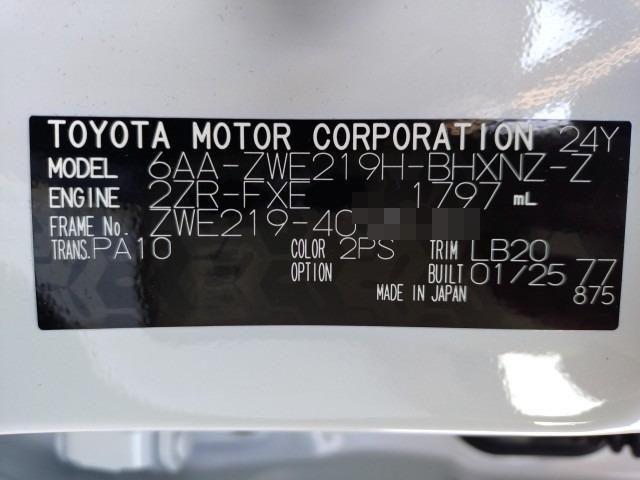 TOYOTA MOTOR CORPORATION 24Y
MODEL 6AA-ZWE219H-BHXNZ-Z
ENGINE 2ZR-FXE 1797 mL
FRAME No. ZWE219-40
TRANS. PA10 COLOR 2PS TRIM LB20
OPTION BUILT 01/25 77
MADE IN JAPAN 875